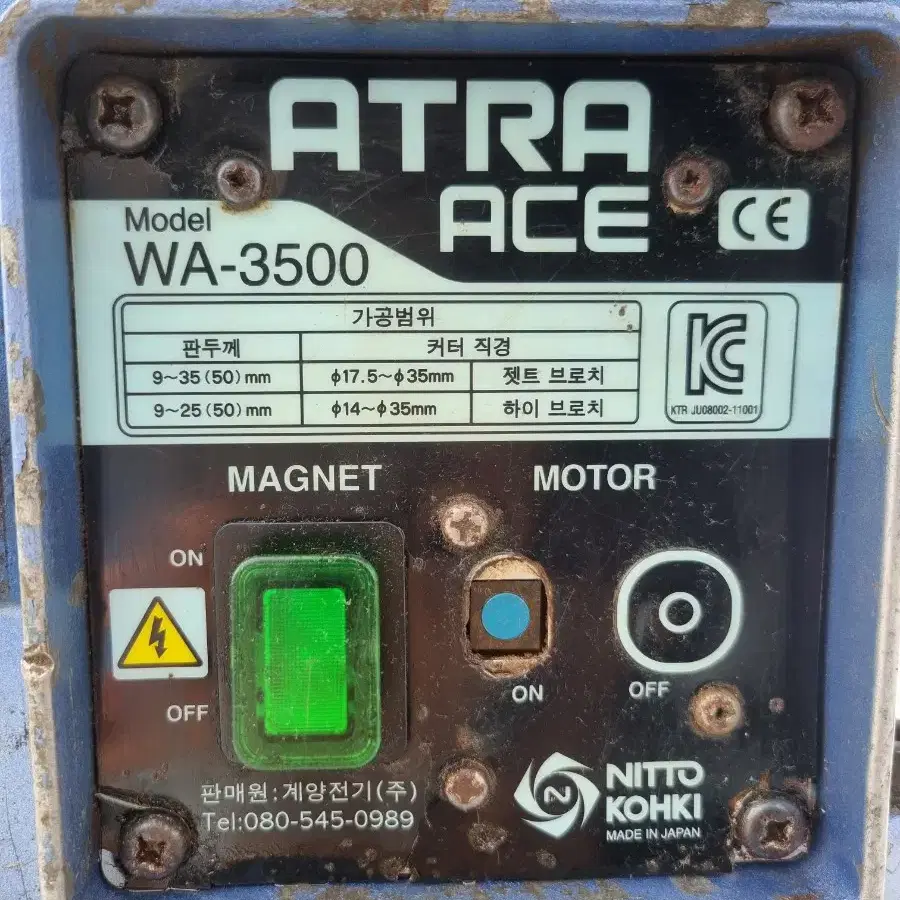 ATRA
ACE
CE
Model
WA-3500
가공범위
판두께 커터 직경
9~35(50)mm ϕ17.5~ϕ35mm 젯트 브로치
9~25(50)mm ϕ14~ϕ35mm 하이 브로치
KC
KTR JU08002-11001
MAGNET MOTOR
ON
OFF
ON
OFF
판매원:계양전기(주)
Tel:080-545-0989
N
NITTO
KOHKI
MADE IN JAPAN